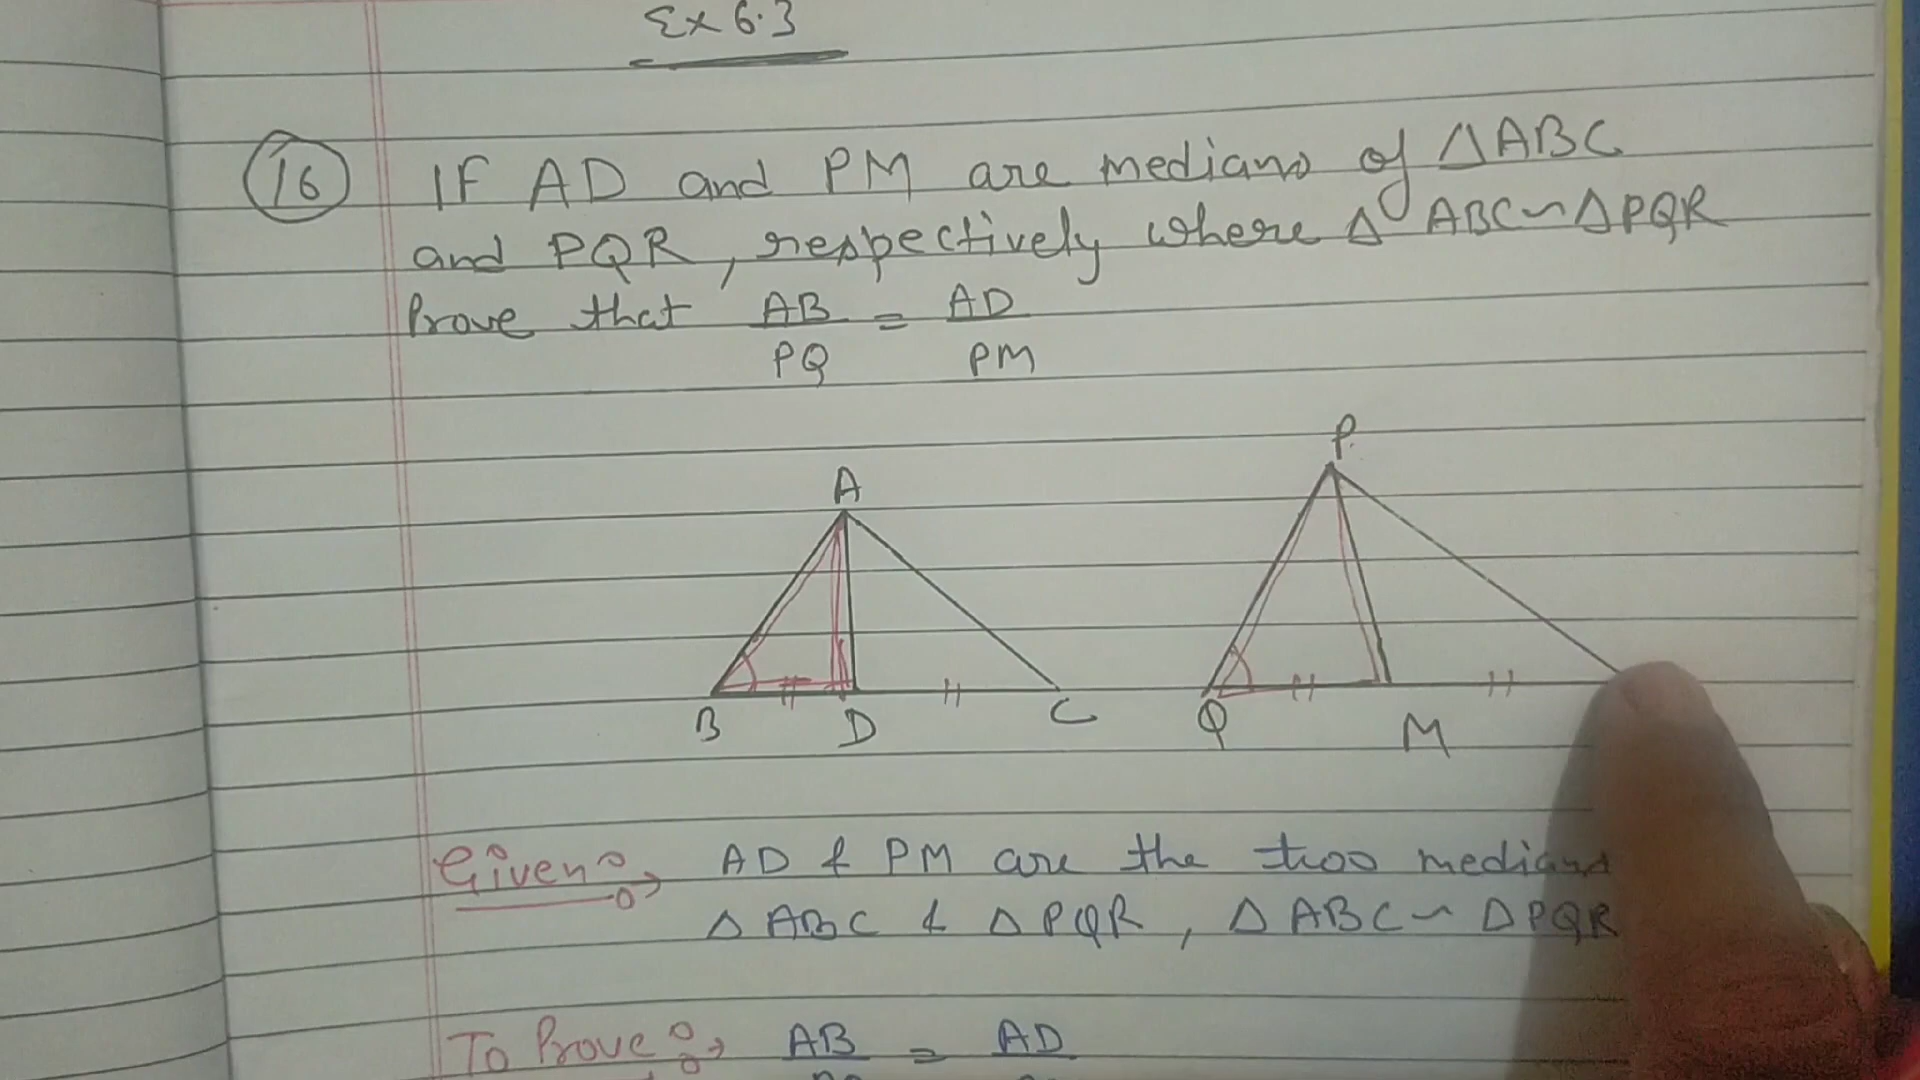 Ex 6.3
16 IF AD and PM are medians of △ABC
and PQR, respectively where △ ABC ~ △PQR
Prove that AB/PQ = AD/PM
A
P
B D C Q M
Given :→ AD & PM are the two medians
△ ABC & △ PQR, △ ABC ~ △PQR
To Prove :→ AB = AD